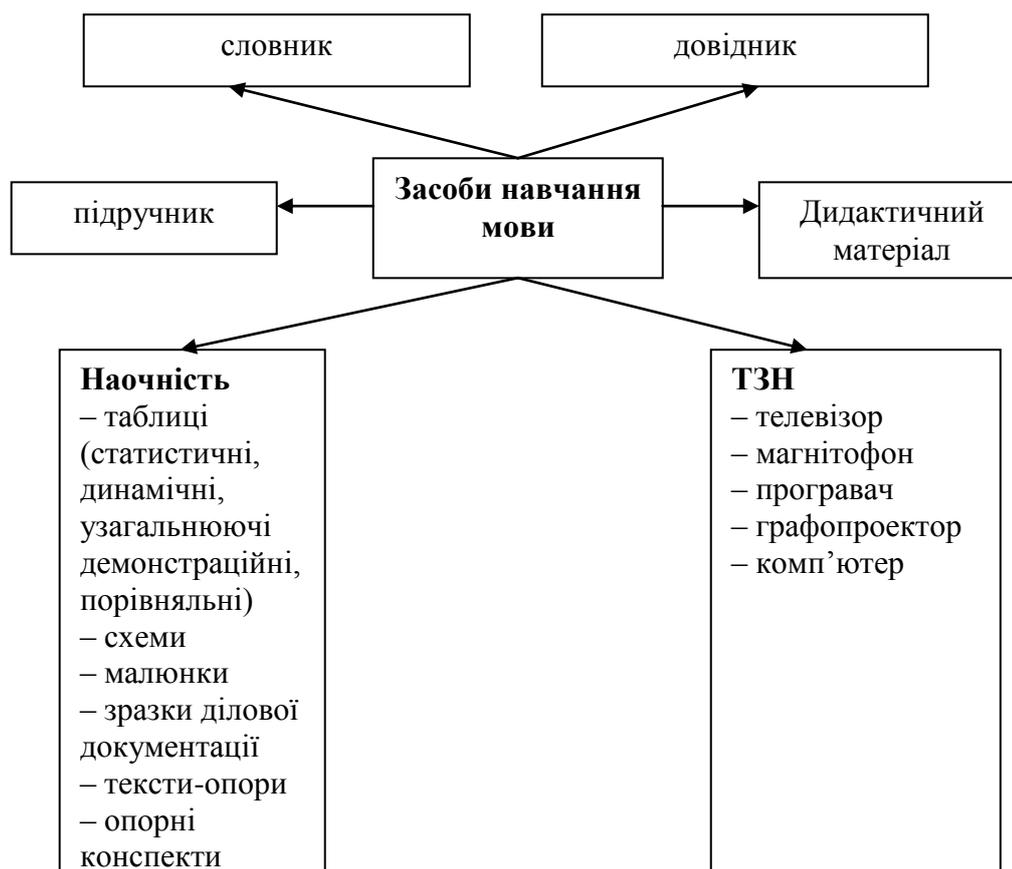 словник
довідник
Засоби навчання
мови
підручник
Дидактичний
матеріал
Наочність
– таблиці
(статистичні,
динамічні,
узагальнюючі
демонстраційні,
порівняльні)
– схеми
– малюнки
– зразки ділової
документації
– тексти-опори
– опорні
конспекти
ТЗН
– телевізор
– магнітофон
– програвач
– графопроектор
– комп’ютер